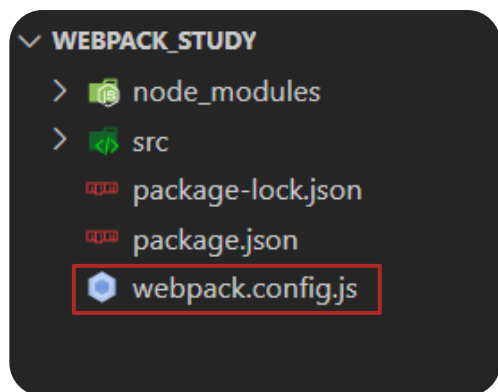 WEBPACK_STUDY
node_modules
src
package-lock.json
package.json
webpack.config.js